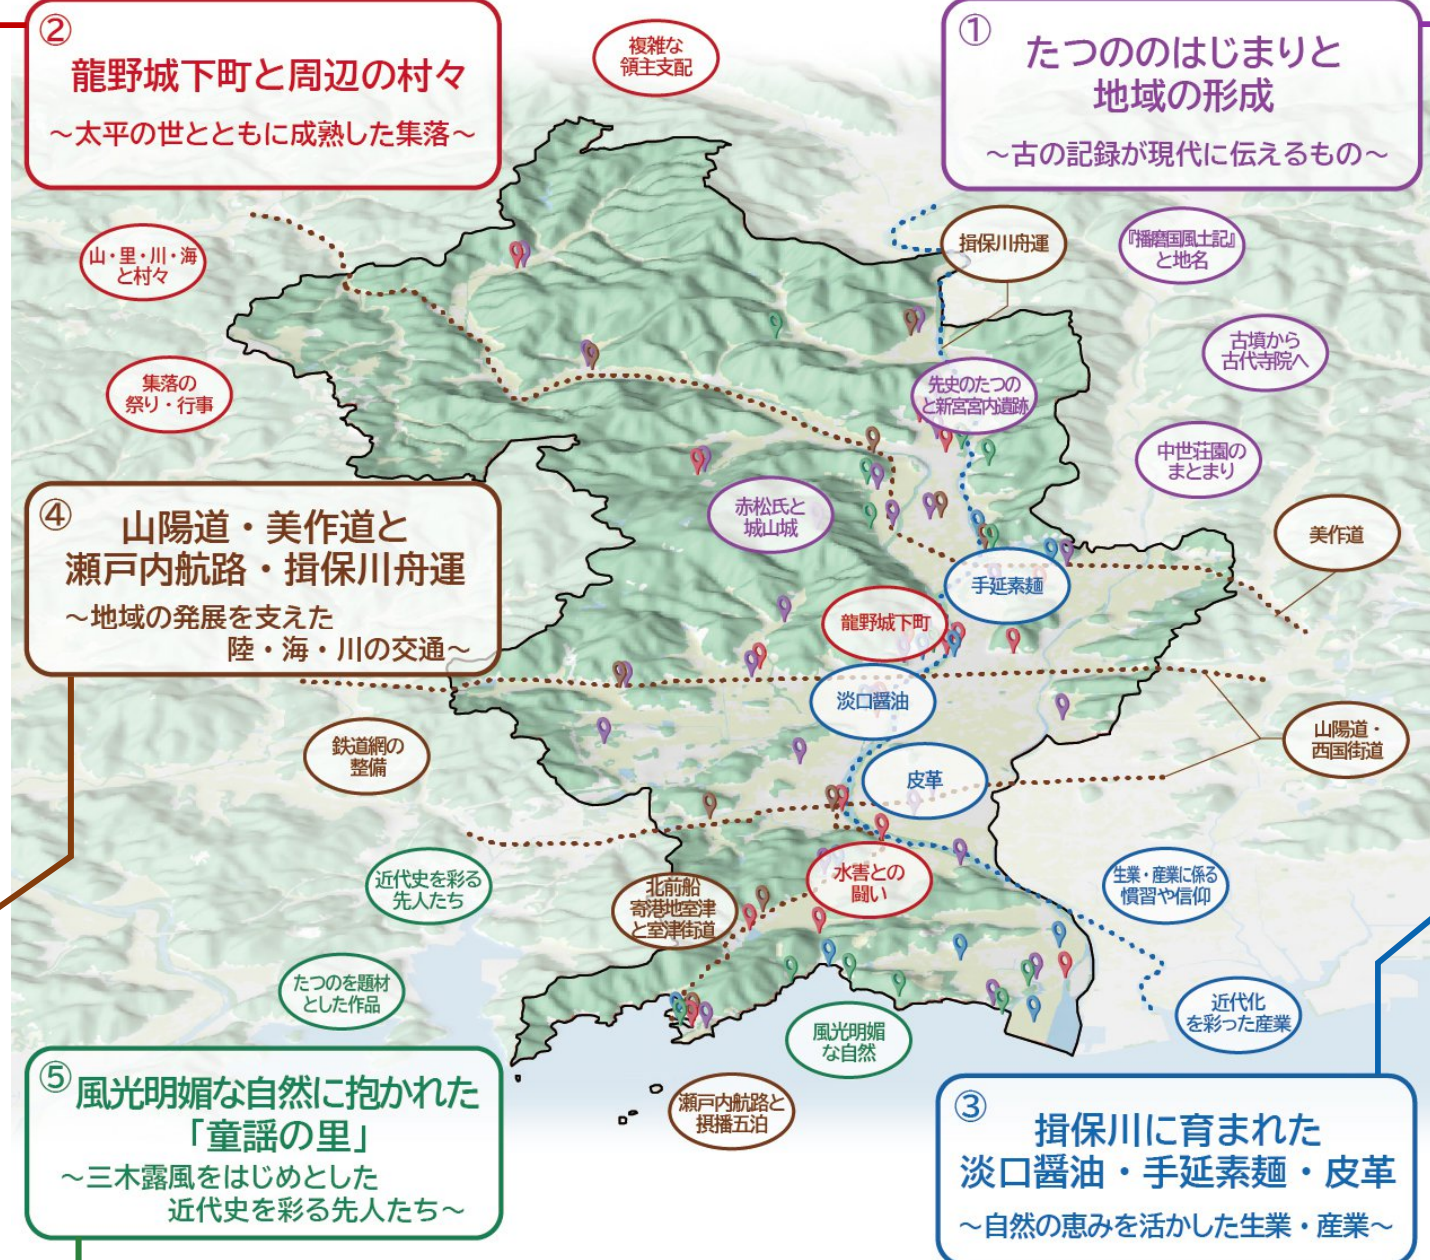 ②
龍野城下町と周辺の村々
～太平の世とともに成熟した集落～
複雑な
領主支配
①
たつののはじまりと
地域の形成
～古の記録が現代に伝えるもの～
山・里・川・海
と村々
揖保川舟運
『播磨国風土記』
と地名
古墳から
古代寺院へ
集落の
祭り・行事
先史のたつの
と新宮宮内遺跡
中世荘園の
まとまり
④
山陽道・美作道と
瀬戸内航路・揖保川舟運
～地域の発展を支えた
陸・海・川の交通～
赤松氏と
城山城
美作道
手延素麺
龍野城下町
淡口醤油
鉄道網の
整備
山陽道・
西国街道
皮革
近代史を彩る
先人たち
北前船
寄港地室津
と室津街道
水害との
闘い
生業・産業に係る
慣習や信仰
たつのを題材
とした作品
風光明媚
な自然
近代化
を彩った産業
⑤
風光明媚な自然に抱かれた
「童謡の里」
～三木露風をはじめとした
近代史を彩る先人たち～
瀬戸内航路と
摂播五泊
③
揖保川に育まれた
淡口醤油・手延素麺・皮革
～自然の恵みを活かした生業・産業～